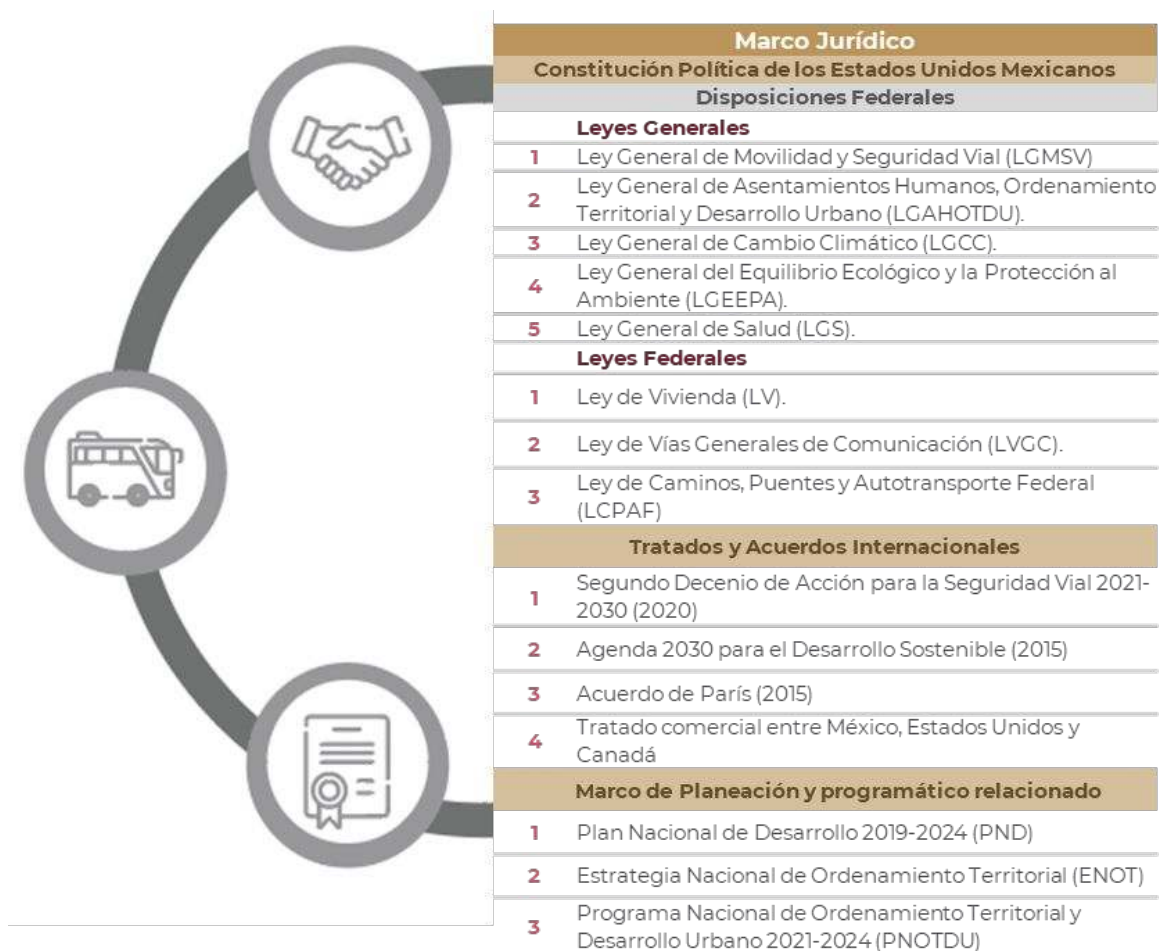 Marco Jurídico
Constitución Política de los Estados Unidos Mexicanos
Disposiciones Federales
Leyes Generales
1 Ley General de Movilidad y Seguridad Vial (LGMSV)
2 Ley General de Asentamientos Humanos, Ordenamiento
Territorial y Desarrollo Urbano (LGAHOTDU).
3 Ley General de Cambio Climático (LGCC).
4 Ley General del Equilibrio Ecológico y la Protección al
Ambiente (LGEEPA).
5 Ley General de Salud (LGS).
Leyes Federales
1 Ley de Vivienda (LV).
2 Ley de Vías Generales de Comunicación (LVGC).
3 Ley de Caminos, Puentes y Autotransporte Federal
(LCPAF)
Tratados y Acuerdos Internacionales
1 Segundo Decenio de Acción para la Seguridad Vial 2021-
2030 (2020)
2 Agenda 2030 para el Desarrollo Sostenible (2015)
3 Acuerdo de París (2015)
4 Tratado comercial entre México, Estados Unidos y
Canadá
Marco de Planeación y programático relacionado
1 Plan Nacional de Desarrollo 2019-2024 (PND)
2 Estrategia Nacional de Ordenamiento Territorial (ENOT)
3 Programa Nacional de Ordenamiento Territorial y
Desarrollo Urbano 2021-2024 (PNOTDU)